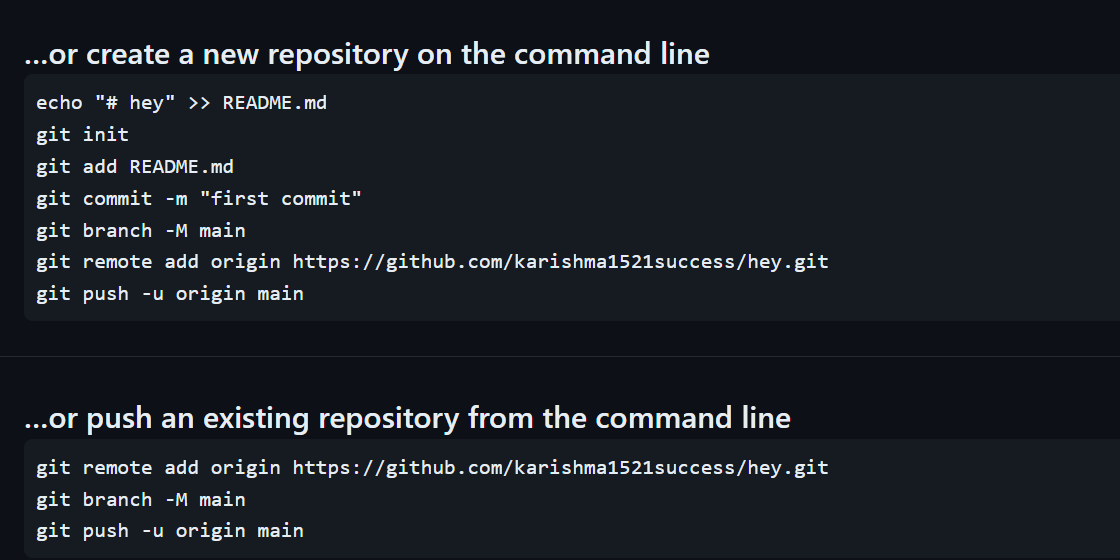 ...or create a new repository on the command line
echo "# hey" >> README.md
git init
git add README.md
git commit -m "first commit"
git branch -M main
git remote add origin https://github.com/karishma1521success/hey.git
git push -u origin main
...or push an existing repository from the command line
git remote add origin https://github.com/karishma1521success/hey.git
git branch -M main
git push -u origin main